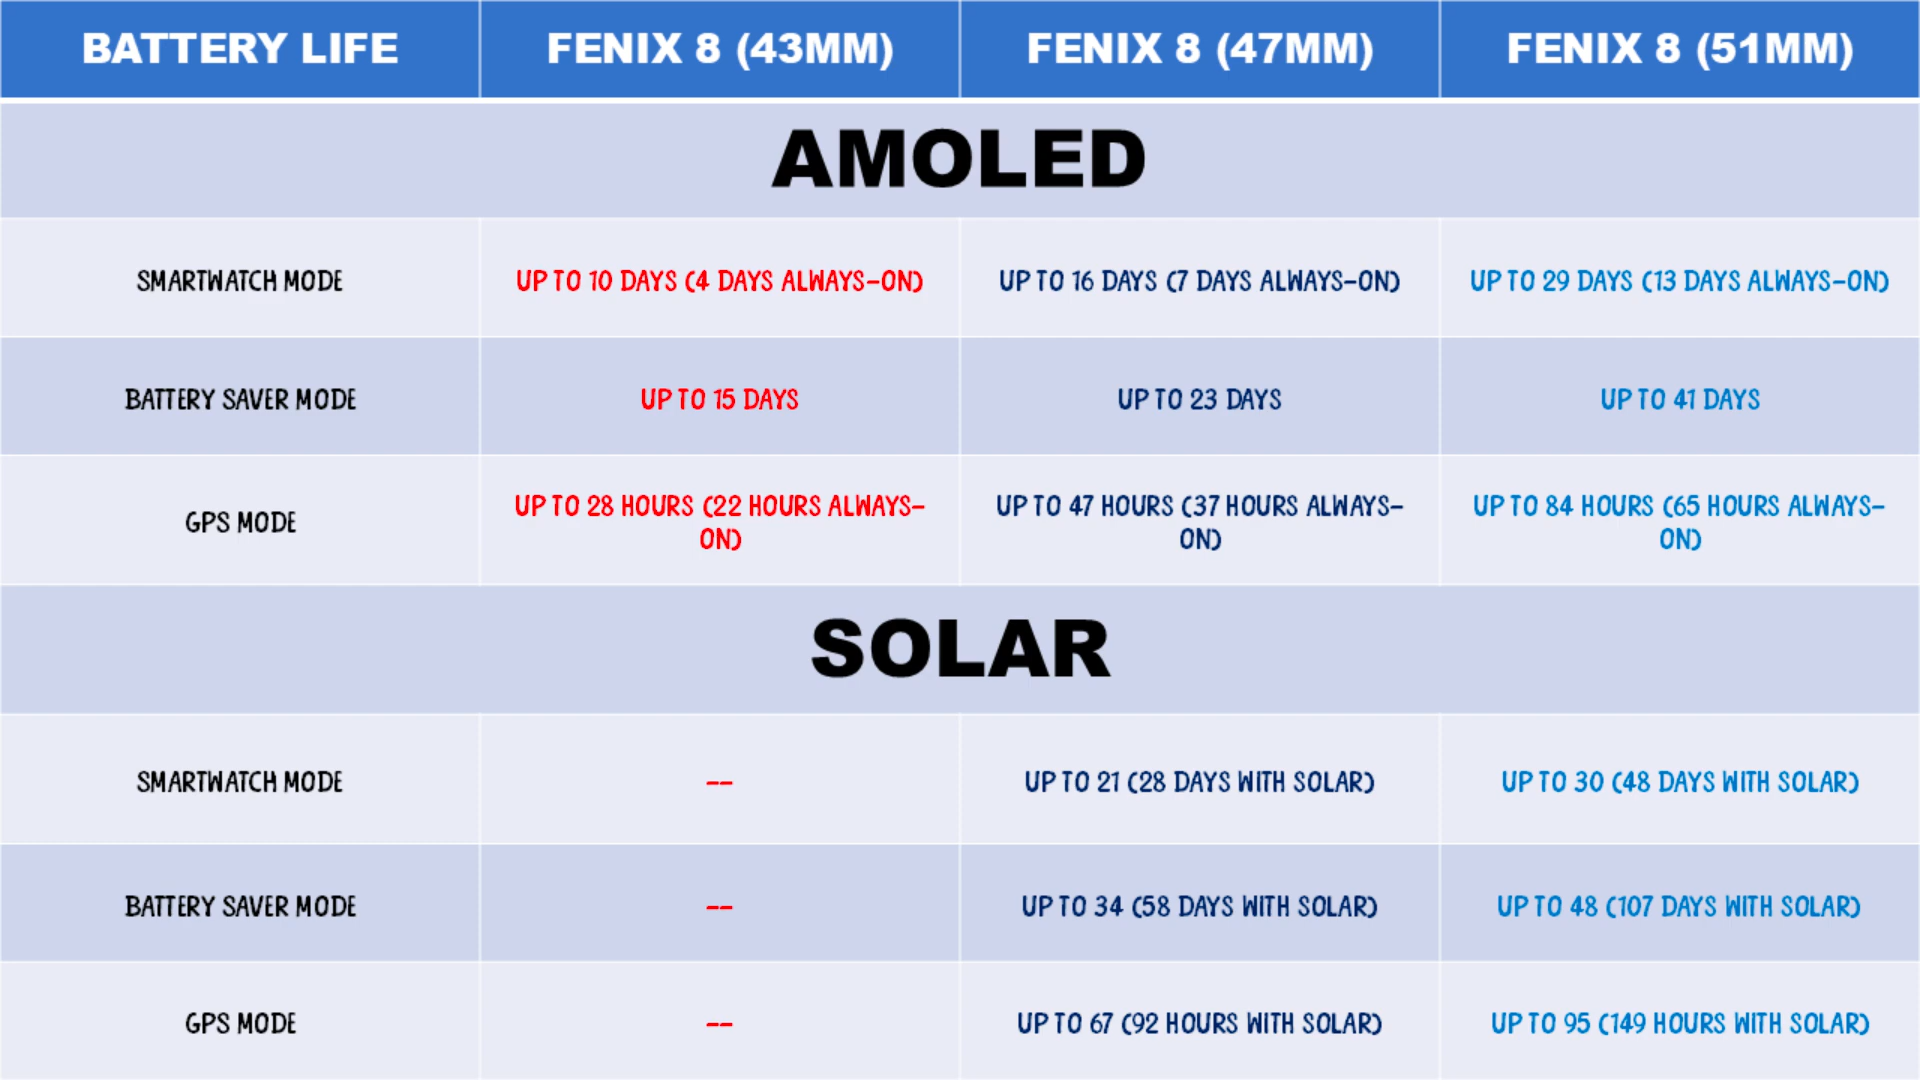 BATTERY LIFE FENIX 8 (43MM) FENIX 8 (47MM) FENIX 8 (51MM)
AMOLED
SMARTWATCH MODE UP TO 10 DAYS (4 DAYS ALWAYS-ON) UP TO 16 DAYS (7 DAYS ALWAYS-ON) UP TO 29 DAYS (13 DAYS ALWAYS-ON)
BATTERY SAVER MODE UP TO 15 DAYS UP TO 23 DAYS UP TO 41 DAYS
GPS MODE UP TO 28 HOURS (22 HOURS ALWAYS-ON) UP TO 47 HOURS (37 HOURS ALWAYS-ON) UP TO 84 HOURS (65 HOURS ALWAYS-ON)
SOLAR
SMARTWATCH MODE -- UP TO 21 (28 DAYS WITH SOLAR) UP TO 30 (48 DAYS WITH SOLAR)
BATTERY SAVER MODE -- UP TO 34 (58 DAYS WITH SOLAR) UP TO 48 (107 DAYS WITH SOLAR)
GPS MODE -- UP TO 67 (92 HOURS WITH SOLAR) UP TO 95 (149 HOURS WITH SOLAR)